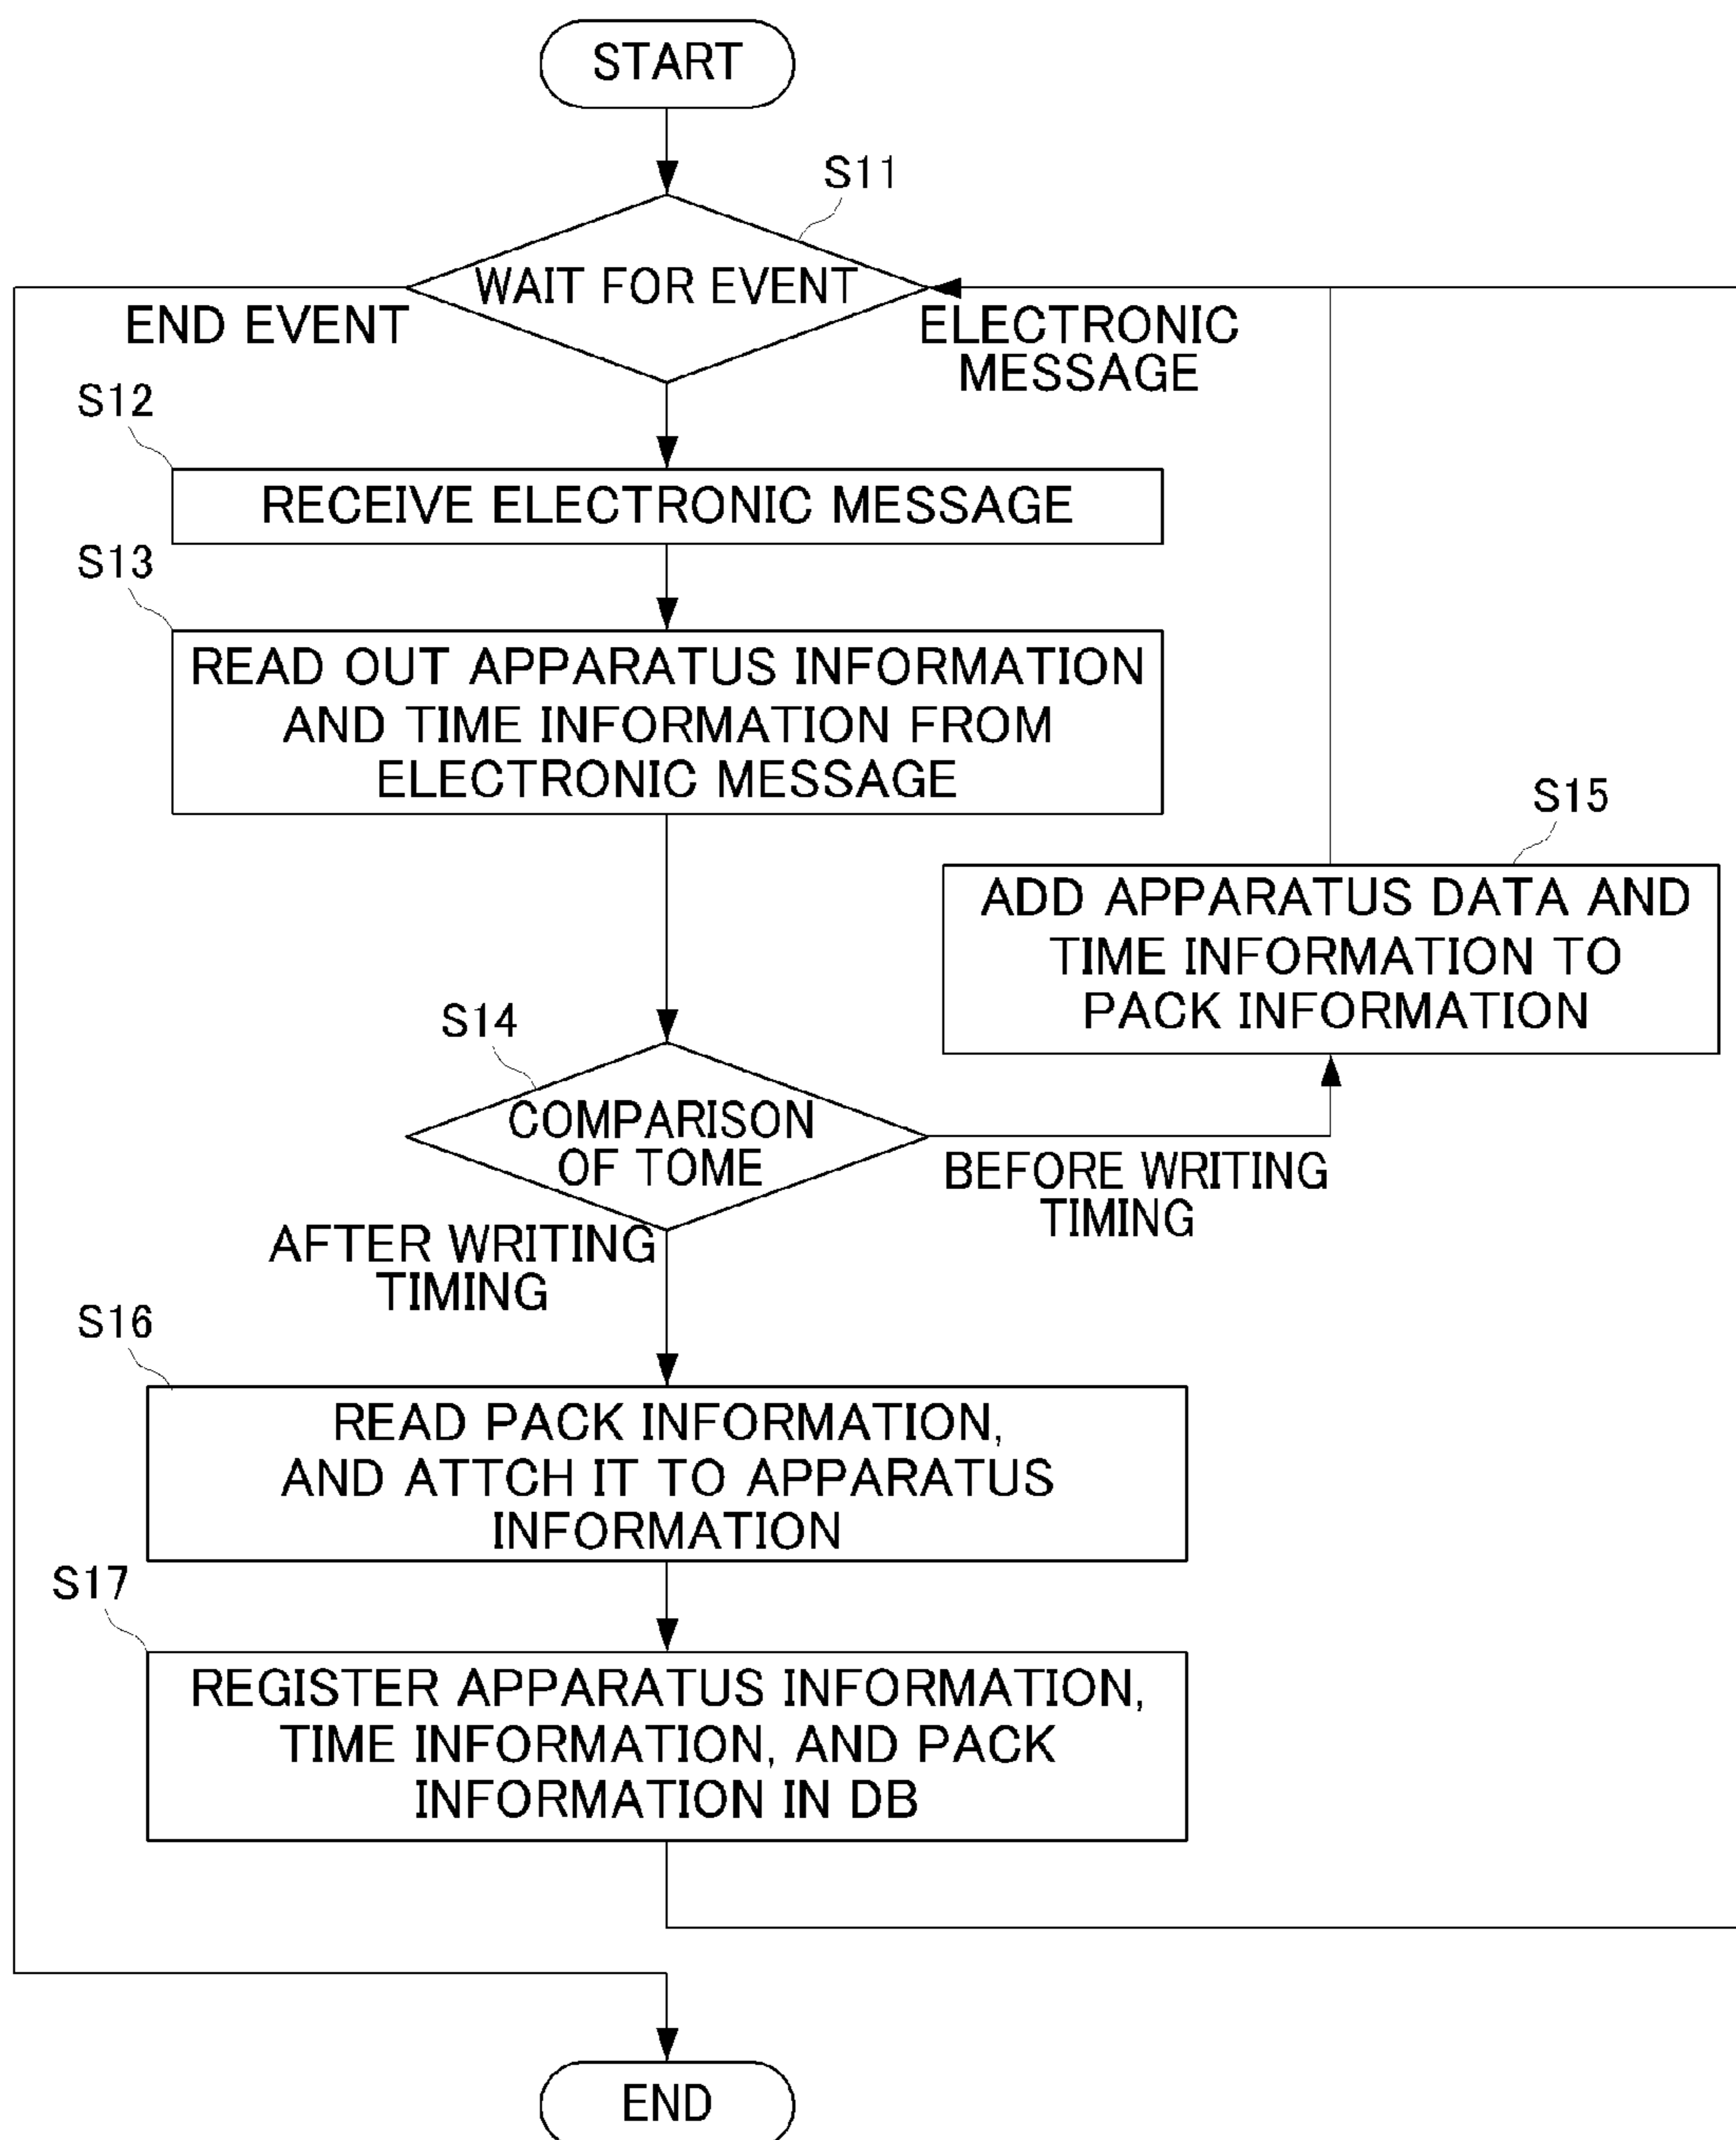 START
S11
WAIT FOR EVENT
END EVENT
ELECTRONIC
MESSAGE
S12
RECEIVE ELECTRONIC MESSAGE
S13
READ OUT APPARATUS INFORMATION
AND TIME INFORMATION FROM
ELECTRONIC MESSAGE
S15
ADD APPARATUS DATA AND
TIME INFORMATION TO
PACK INFORMATION
S14
COMPARISON
OF TOME
BEFORE WRITING
TIMING
AFTER WRITING
TIMING
S16
READ PACK INFORMATION,
AND ATTCH IT TO APPARATUS
INFORMATION
S17
REGISTER APPARATUS INFORMATION,
TIME INFORMATION, AND PACK
INFORMATION IN DB
END